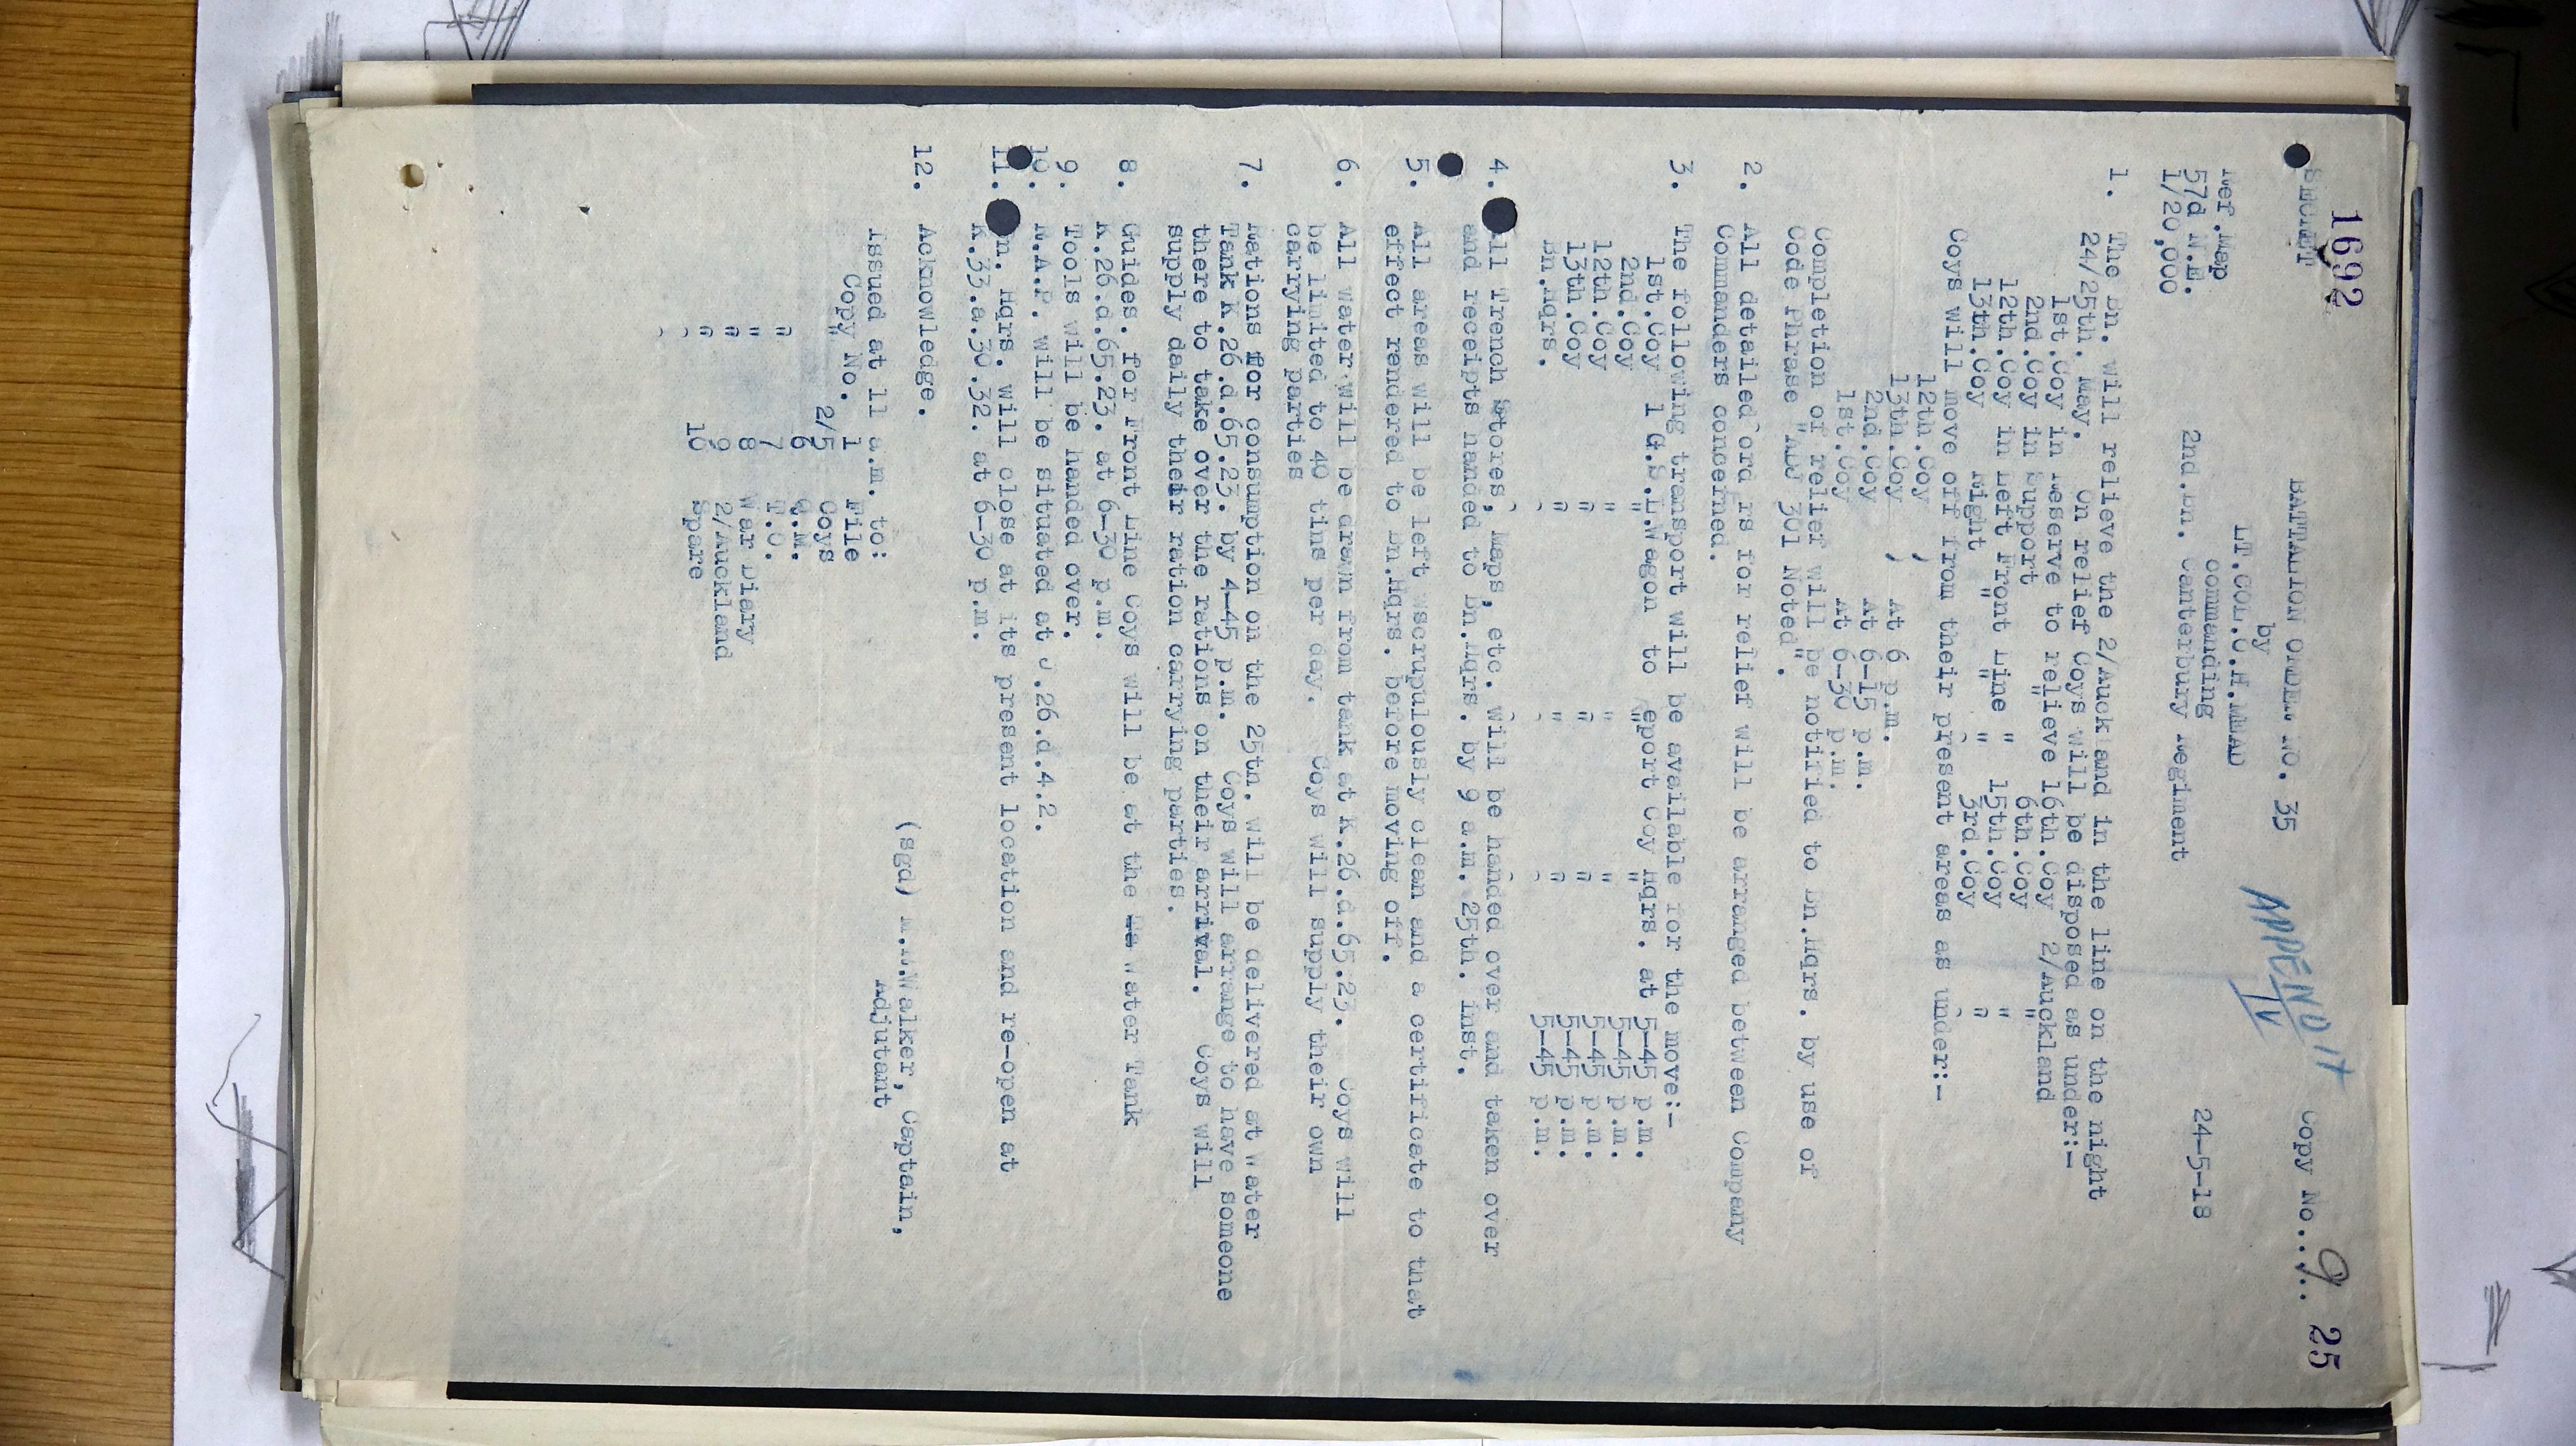 1692
SECRET
BATTALION ORDER NO. 35
Copy No..... 9
25
by
LT.COL.O.H.MEAD
commanding
2nd.Bn. Canterbury Regiment
APPENDIX
IV
24-5-18
Ref.Map
57d N.E.
1/20,000
1. The Bn. will relieve the 2/Auck and in the line on the night
24/25th. May. On relief Coys will be disposed as under:-
1st.Coy in Reserve to relieve 16th.Coy 2/Auckland
2nd.Coy in Support " 6th.Coy "
12th.Coy in Left Front Line " 15th.Coy "
13th.Coy Right " " " 3rd.Coy "
Coys will move off from their present areas as under:-
12th.Coy )
13th.Coy ) At 6 p.m.
2nd.Coy At 6-15 p.m.
1st.Coy At 6-30 p.m.
Completion of relief will be notified to Bn.Hqrs. by use of
Code Phrase "ADJ 301 Noted".
2. All detailed ord rs for relief will be arranged between Company
Commanders concerned.
3. The following transport will be available for the move:-
1st.Coy 1 G.S.L.Wagon to eport Coy Hqrs. at 5-45 p.m.
2nd.Coy " " " 5-45 p.m.
12th.Coy " " " 5-45 p.m.
13th.Coy " " " 5-45 p.m.
Bn.Hqrs. " " " 5-45 p.m.
4. All Trench Stores, Maps, etc. will be handed over and taken over
and receipts handed to Bn.Hqrs. by 9 a.m. 25th. inst.
5. All areas will be left wscrupulously clean and a certificate to that
effect rendered to Bn.Hqrs. before moving off.
6. All water will be drawn from tank at K.26.d.65.23. Coys will
be limited to 40 tins per day. Coys will supply their own
carrying parties
7. Rations for consumption on the 25th. will be delivered at Water
Tank K.26.d.65.23. by 4-45 p.m. Coys will arrange to have someone
there to take over the rations on their arrival. Coys will
supply daily their ration carrying parties.
8. Guides. for Front Line Coys will be at the Ta Water Tank
K.26.d.65.23. at 6-30 p.m.
9. Tools will be handed over.
10. R.A.P. will be situated at J.26.d.4.2.
11. Bn. Hqrs. will close at its present location and re-open at
K.33.a.30.32. at 6-30 p.m.
12. Acknowledge.
(sgd) M.E.Walker, Captain,
Adjutant
Issued at 11 a.m. to:
Copy No. 1 File
" 2/5 Coys
6 Q.M.
" 7 T.O.
" 8 War Diary
" 9 2/Auckland
" 10 Spare